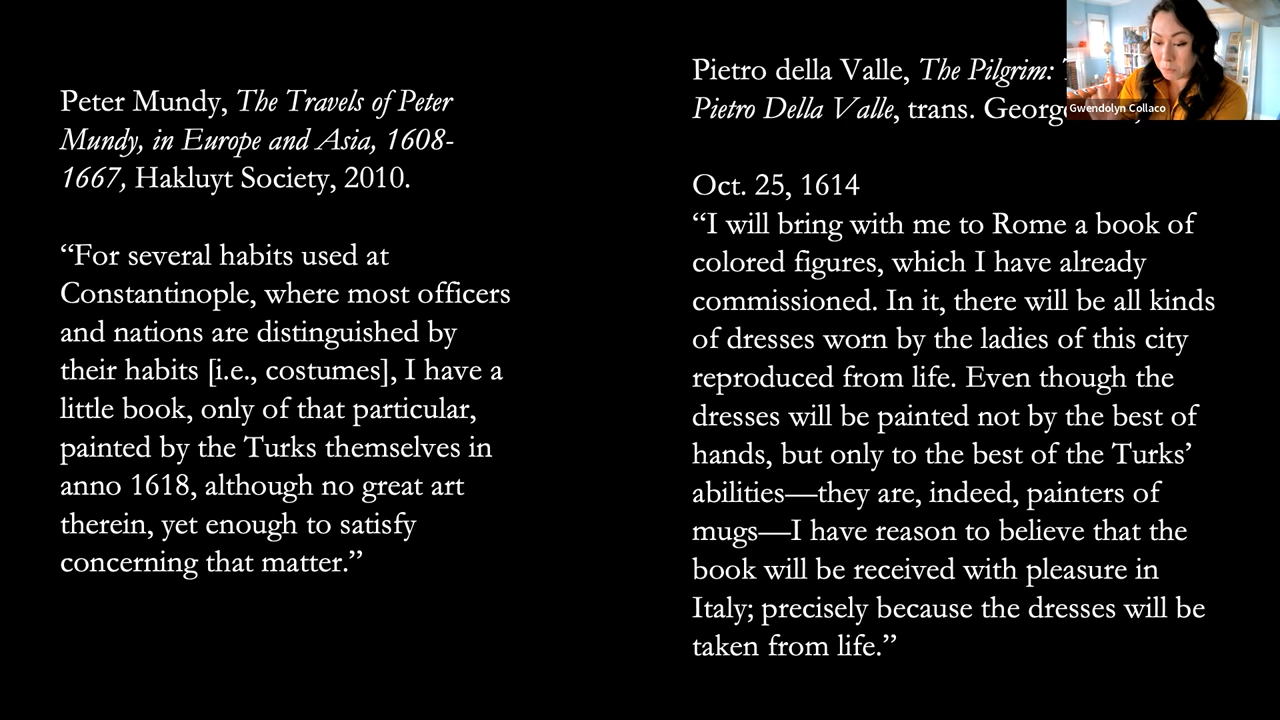 Peter Mundy, The Travels of Peter
Mundy, in Europe and Asia, 1608-
1667, Hakluyt Society, 2010.
“For several habits used at
Constantinople, where most officers
and nations are distinguished by
their habits [i.e., costumes], I have a
little book, only of that particular,
painted by the Turks themselves in
anno 1618, although no great art
therein, yet enough to satisfy
concerning that matter.”
Pietro della Valle, The Pilgrim:
Pietro Della Valle, trans.
Oct. 25, 1614
“I will bring with me to Rome a book of
colored figures, which I have already
commissioned. In it, there will be all kinds
of dresses worn by the ladies of this city
reproduced from life. Even though the
dresses will be painted not by the best of
hands, but only to the best of the Turks’
abilities—they are, indeed, painters of
mugs—I have reason to believe that the
book will be received with pleasure in
Italy; precisely because the dresses will be
taken from life.”
Gwendolyn Collaco